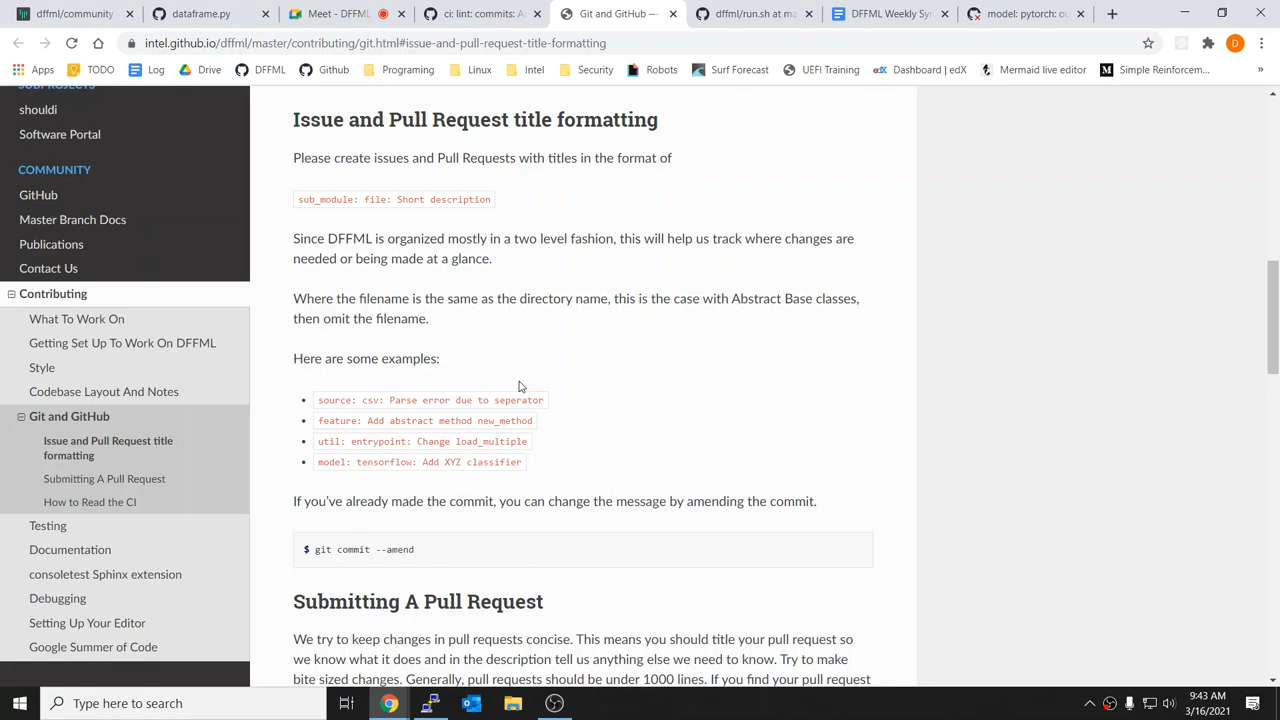 dffml/community -
dataframe.py
Meet - DFFML
ci: lint: commits: A
Git and GitHub —
dffml/run.sh at ma
DFFML Weekly Syn
model: pytorch: ou
intel.github.io/dffml/master/contributing/git.html#issue-and-pull-request-title-formatting
D
Apps
TODO
Log
Drive
DFFML
Github
Programing
Linux
Intel
Security
Robots
Surf Forecast
UEFI Training
edX
Dashboard | edX
Mermaid live editor
Simple Reinforcem...
»
SUBPROJECTS
shouldi
Software Portal
COMMUNITY
GitHub
Master Branch Docs
Publications
Contact Us
Contributing
What To Work On
Getting Set Up To Work On DFFML
Style
Codebase Layout And Notes
Git and GitHub
Issue and Pull Request title
formatting
Submitting A Pull Request
How to Read the CI
Testing
Documentation
consoletest Sphinx extension
Debugging
Setting Up Your Editor
Google Summer of Code
Issue and Pull Request title formatting
Please create issues and Pull Requests with titles in the format of
sub_module: file: Short description
Since DFFML is organized mostly in a two level fashion, this will help us track where changes are
needed or being made at a glance.
Where the filename is the same as the directory name, this is the case with Abstract Base classes,
then omit the filename.
Here are some examples:
• source: csv: Parse error due to seperator
• feature: Add abstract method new_method
• util: entrypoint: Change load_multiple
• model: tensorflow: Add XYZ classifier
If you've already made the commit, you can change the message by amending the commit.
$ git commit --amend
Submitting A Pull Request
We try to keep changes in pull requests concise. This means you should title your pull request so
we know what it does and in the description tell us anything else we need to know. Try to make
bite sized changes. Generally, pull requests should be under 1000 lines. If you find your pull request
Type here to search
9:43 AM
3/16/2021